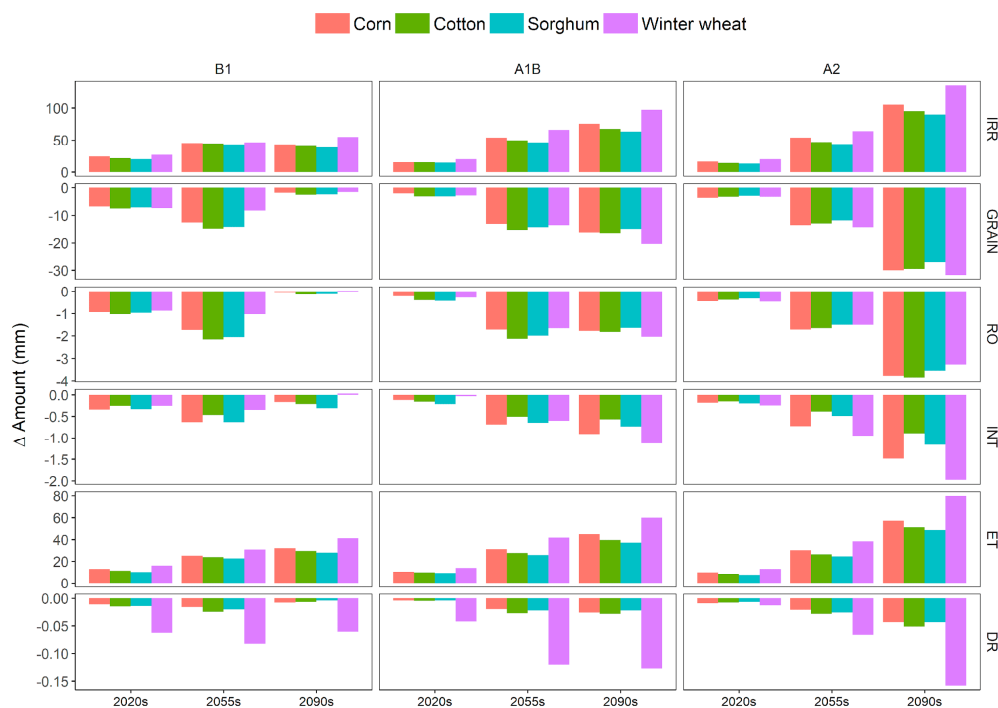 Corn Cotton Sorghum Winter wheat
B1 A1B A2
Δ Amount (mm)
100
50
0
IRR
0
-10
-20
-30
GRAIN
0
-1
-2
-3
-4
RO
0.0
-0.5
-1.0
-1.5
-2.0
INT
80
60
40
20
0
ET
0.00
-0.05
-0.10
-0.15
DR
2020s 2055s 2090s 2020s 2055s 2090s 2020s 2055s 2090s